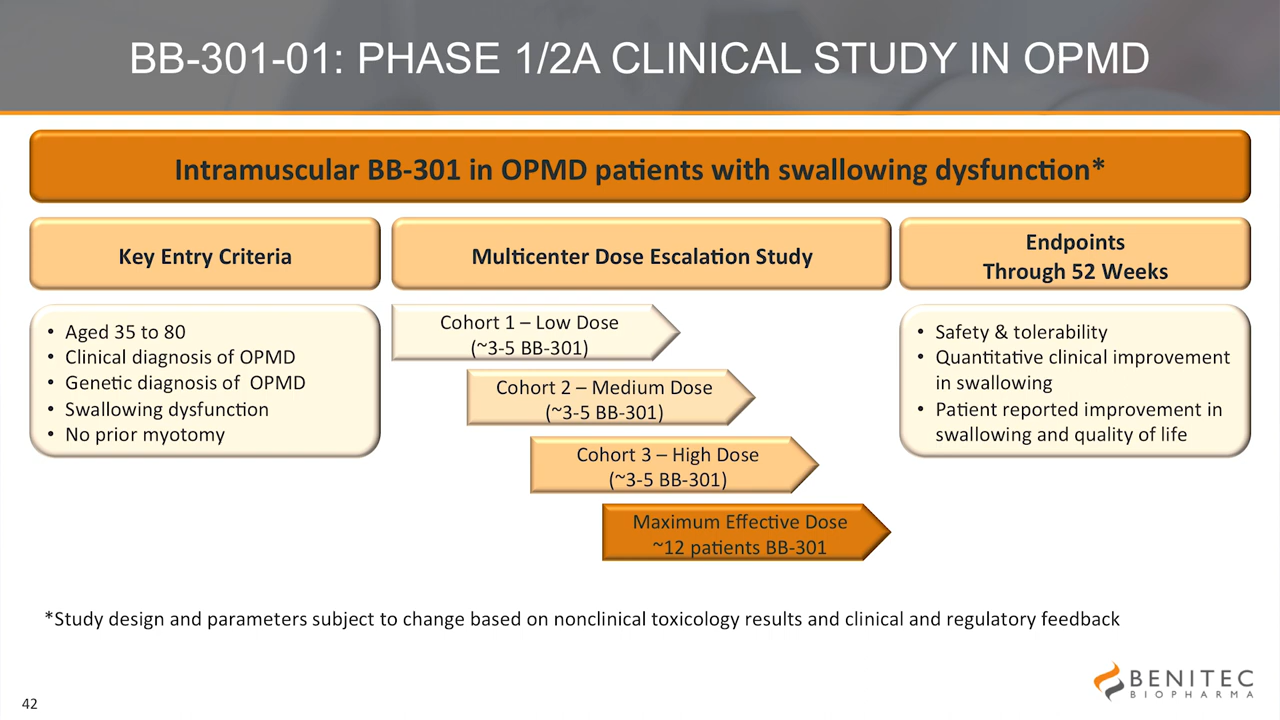 BB-301-01: PHASE 1/2A CLINICAL STUDY IN OPMD
Intramuscular BB-301 in OPMD patients with swallowing dysfunction*
Key Entry Criteria
• Aged 35 to 80
• Clinical diagnosis of OPMD
• Genetic diagnosis of OPMD
• Swallowing dysfunction
• No prior myotomy
Multicenter Dose Escalation Study
Cohort 1 – Low Dose
(~3-5 BB-301)
Cohort 2 – Medium Dose
(~3-5 BB-301)
Cohort 3 – High Dose
(~3-5 BB-301)
Maximum Effective Dose
~12 patients BB-301
Endpoints
Through 52 Weeks
• Safety & tolerability
• Quantitative clinical improvement
in swallowing
• Patient reported improvement in
swallowing and quality of life
*Study design and parameters subject to change based on nonclinical toxicology results and clinical and regulatory feedback
42
BENITEC
BIOPHARMA